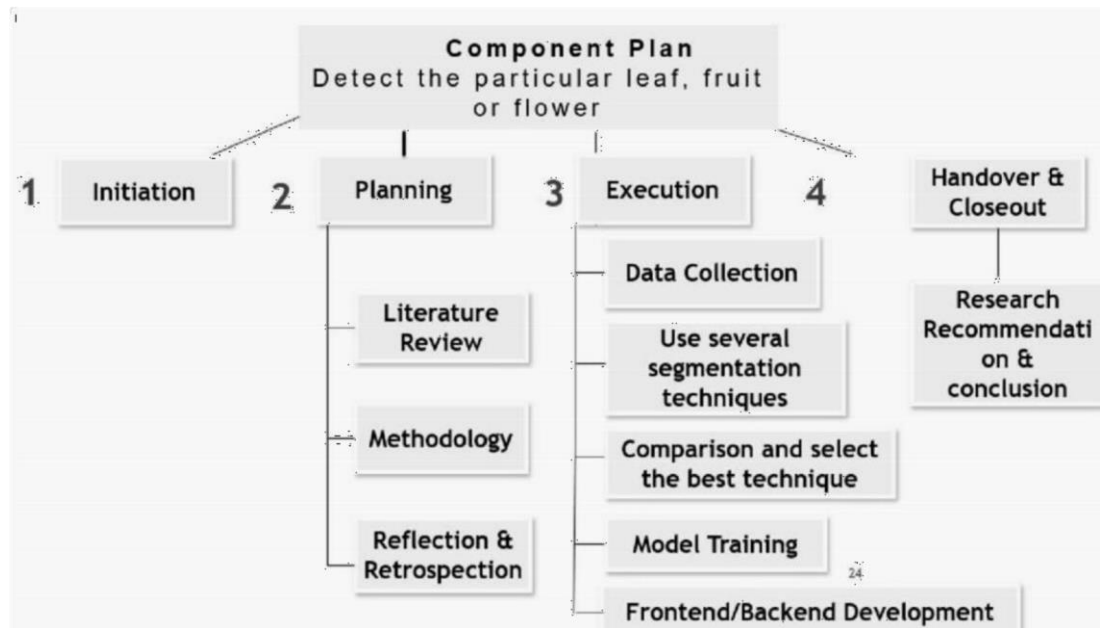 Component Plan
Detect the particular leaf, fruit
or flower
1
Initiation
2
Planning
Literature
Review
Methodology
Reflection &
Retrospection
3
Execution
Data Collection
Use several
segmentation
techniques
Comparison and select
the best technique
Model Training
Frontend/Backend Development
4
Handover &
Closeout
Research
Recommendati
on &
conclusion
24